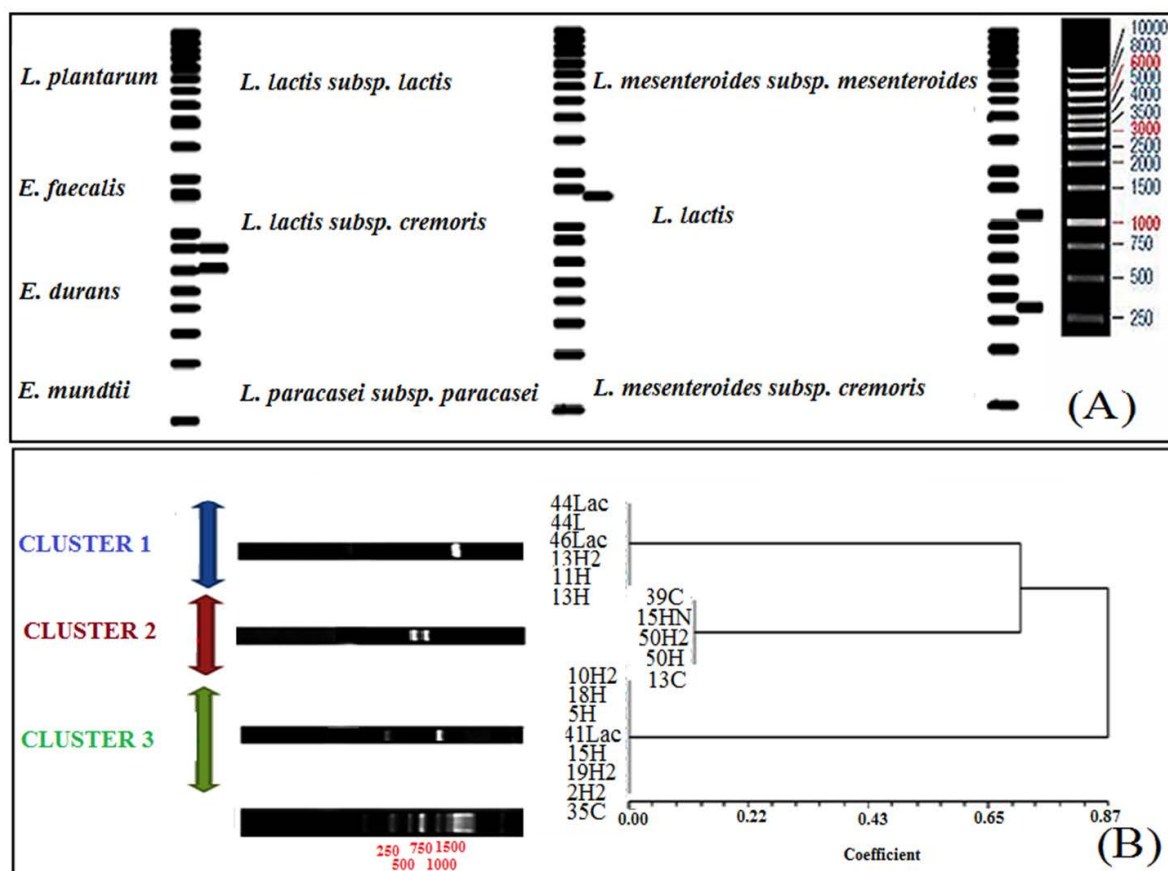 L. plantarum
L. lactis subsp. lactis
L. mesenteroides subsp. mesenteroides
E. faecalis
L. lactis subsp. cremoris
L. lactis
E. durans
E. mundtii
L. paracasei subsp. paracasei
L. mesenteroides subsp. cremoris
10000
8000
6000
5000
4000
3500
3000
2500
2000
1500
1000
750
500
250
(A)
CLUSTER 1
CLUSTER 2
CLUSTER 3
250
500
750
1000
1500
44Lac
44L
46Lac
13H2
11H
13H
39C
15HN
50H2
50H
13C
10H2
18H
5H
41Lac
15H
19H2
2H2
35C
0.00 0.22 0.43 0.65 0.87
Coefficient
(B)